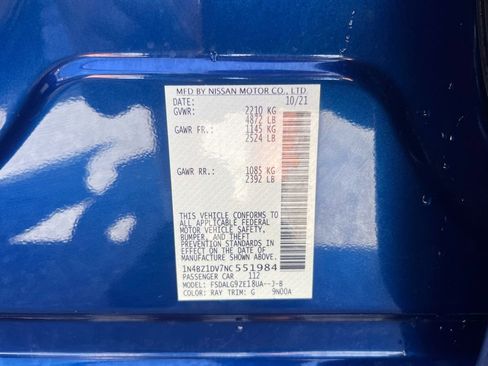 MFD BY NISSAN MOTOR CO., LTD
DATE: 10/21
GVWR: 2210 KG
4872 LB
GAWR FR.: 1145 KG
2524 LB
GAWR RR.: 1085 KG
2392 LB
THIS VEHICLE CONFORMS TO
ALL APPLICABLE FEDERAL
MOTOR VEHICLE SAFETY,
BUMPER, AND THEFT
PREVENTION STANDARDS IN
EFFECT ON THE DATE OF
MANUFACTURE SHOWN ABOVE.
1N4BZ1DV7NC551984
PASSENGER CAR 112
MODEL: FSDALG9ZE18UA--J-B
COLOR: RAY TRIM: G 9N00A